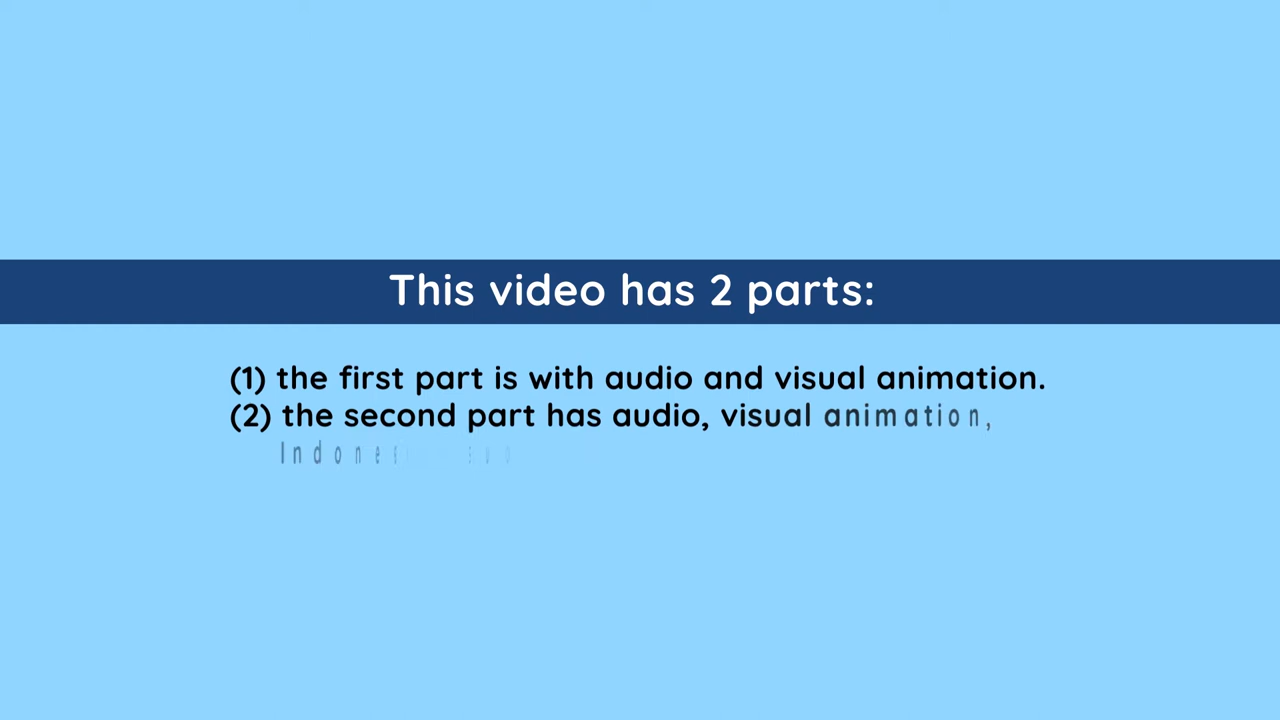 This video has 2 parts:
(1) the first part is with audio and visual animation.
(2) the second part has audio, visual animation,